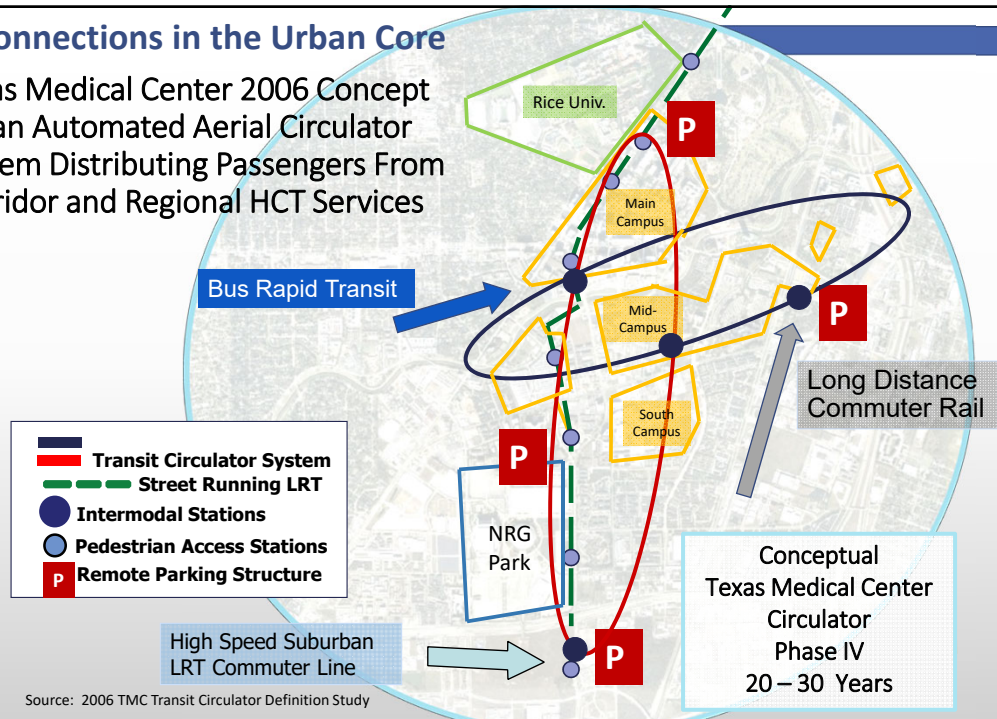 onnections in the Urban Core
as Medical Center 2006 Concept
an Automated Aerial Circulator
em Distributing Passengers From
ridor and Regional HCT Services
Rice Univ.
P
Main
Campus
Bus Rapid Transit
Mid-
Campus
P
Long Distance
Commuter Rail
South
Campus
P
Transit Circulator System
Street Running LRT
Intermodal Stations
Pedestrian Access Stations
P Remote Parking Structure
NRG
Park
Conceptual
Texas Medical Center
Circulator
Phase IV
20 – 30 Years
High Speed Suburban
LRT Commuter Line
P
Source: 2006 TMC Transit Circulator Definition Study